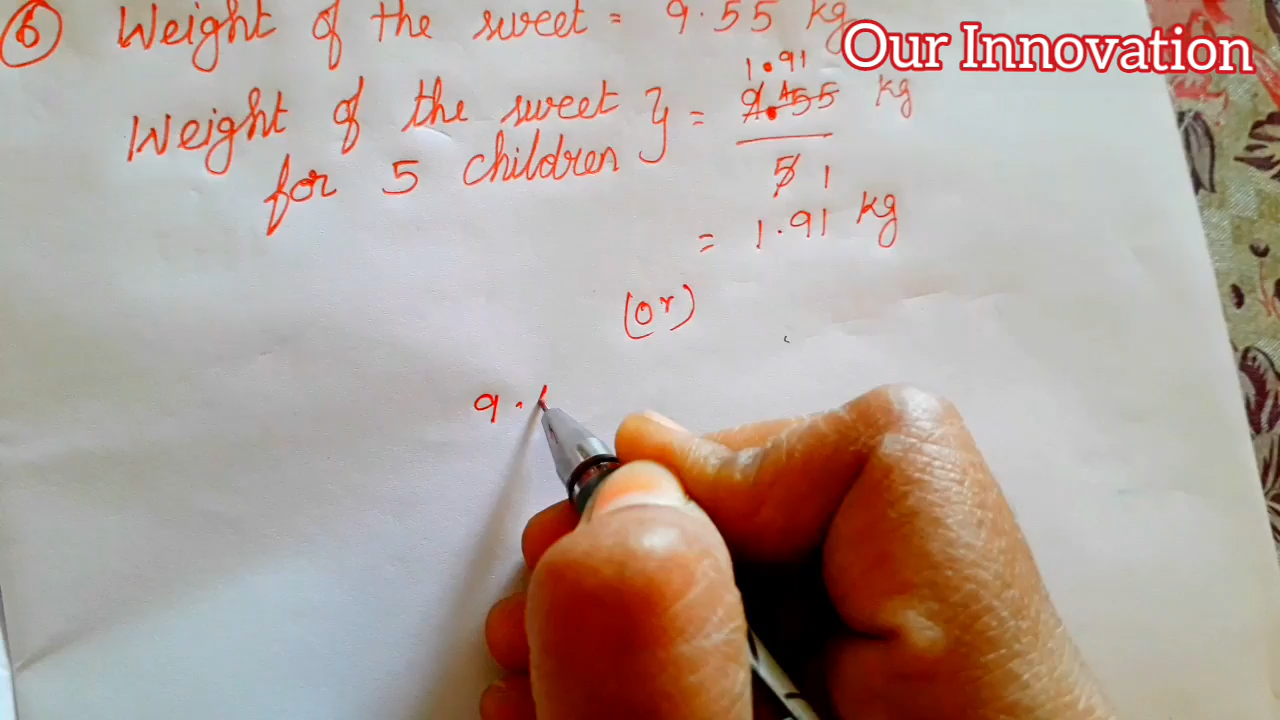 6 Weight of the sweet = 9.55 kg
Our Innovation
1.91
Weight of the sweet for 5 children } = 9.55 kg
5 1
= 1.91 kg
(or)
9.